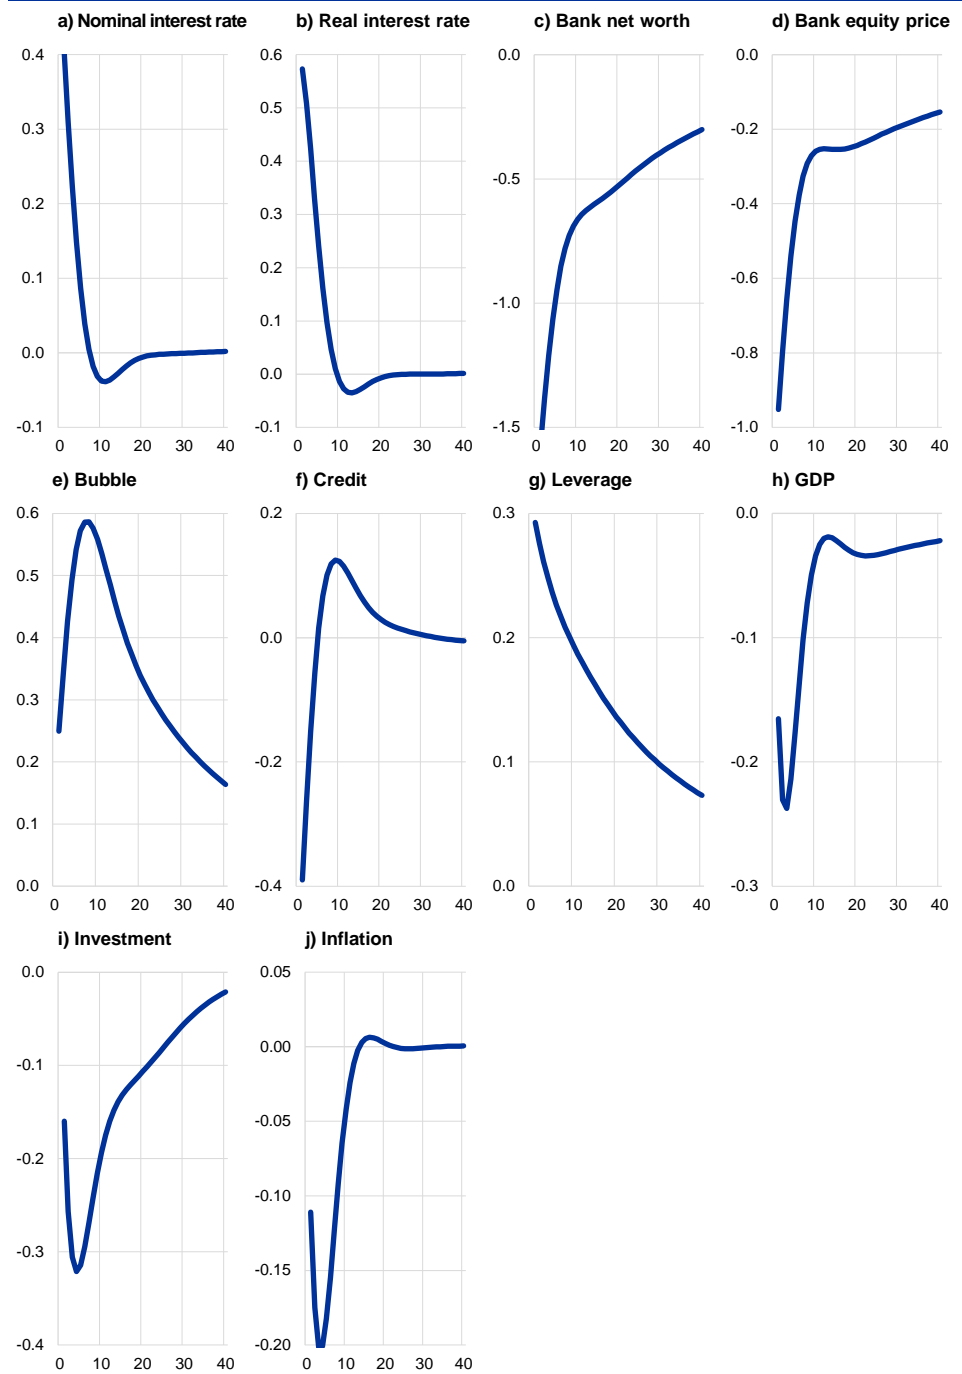 a) Nominal interest rate
0.4
0.3
0.2
0.1
0.0
-0.1
0 10 20 30 40
b) Real interest rate
0.6
0.5
0.4
0.3
0.2
0.1
0.0
-0.1
0 10 20 30 40
c) Bank net worth
0.0
-0.5
-1.0
-1.5
0 10 20 30 40
d) Bank equity price
0.0
-0.2
-0.4
-0.6
-0.8
-1.0
0 10 20 30 40
e) Bubble
0.6
0.5
0.4
0.3
0.2
0.1
0.0
0 10 20 30 40
f) Credit
0.2
0.0
-0.2
-0.4
0 10 20 30 40
g) Leverage
0.3
0.2
0.1
0.0
0 10 20 30 40
h) GDP
0.0
-0.1
-0.2
-0.3
0 10 20 30 40
i) Investment
0.0
-0.1
-0.2
-0.3
-0.4
0 10 20 30 40
j) Inflation
0.05
0.00
-0.05
-0.10
-0.15
-0.20
0 10 20 30 40